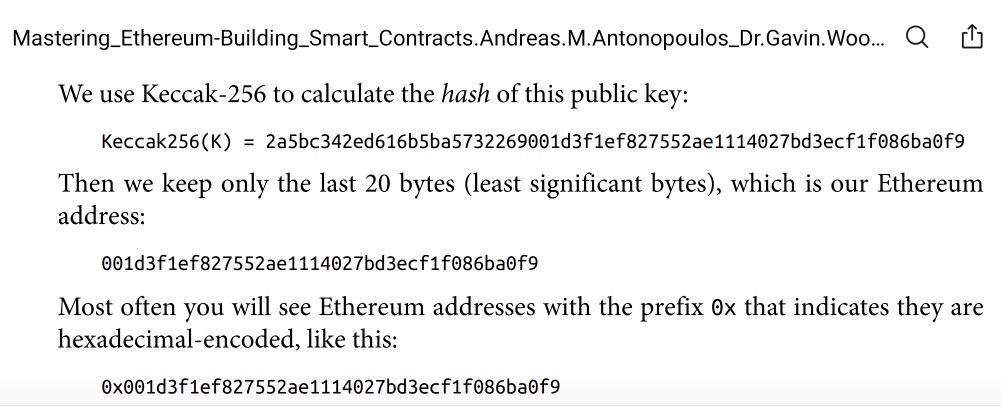 Mastering_Ethereum-Building_Smart_Contracts.Andreas.M.Antonopoulos_Dr.Gavin.Woo...
We use Keccak-256 to calculate the hash of this public key:
Keccak256(K) = 2a5bc342ed616b5ba5732269001d3f1ef827552ae1114027bd3ecf1f086ba0f9
Then we keep only the last 20 bytes (least significant bytes), which is our Ethereum
address:
001d3f1ef827552ae1114027bd3ecf1f086ba0f9
Most often you will see Ethereum addresses with the prefix 0x that indicates they are
hexadecimal-encoded, like this:
0x001d3f1ef827552ae1114027bd3ecf1f086ba0f9